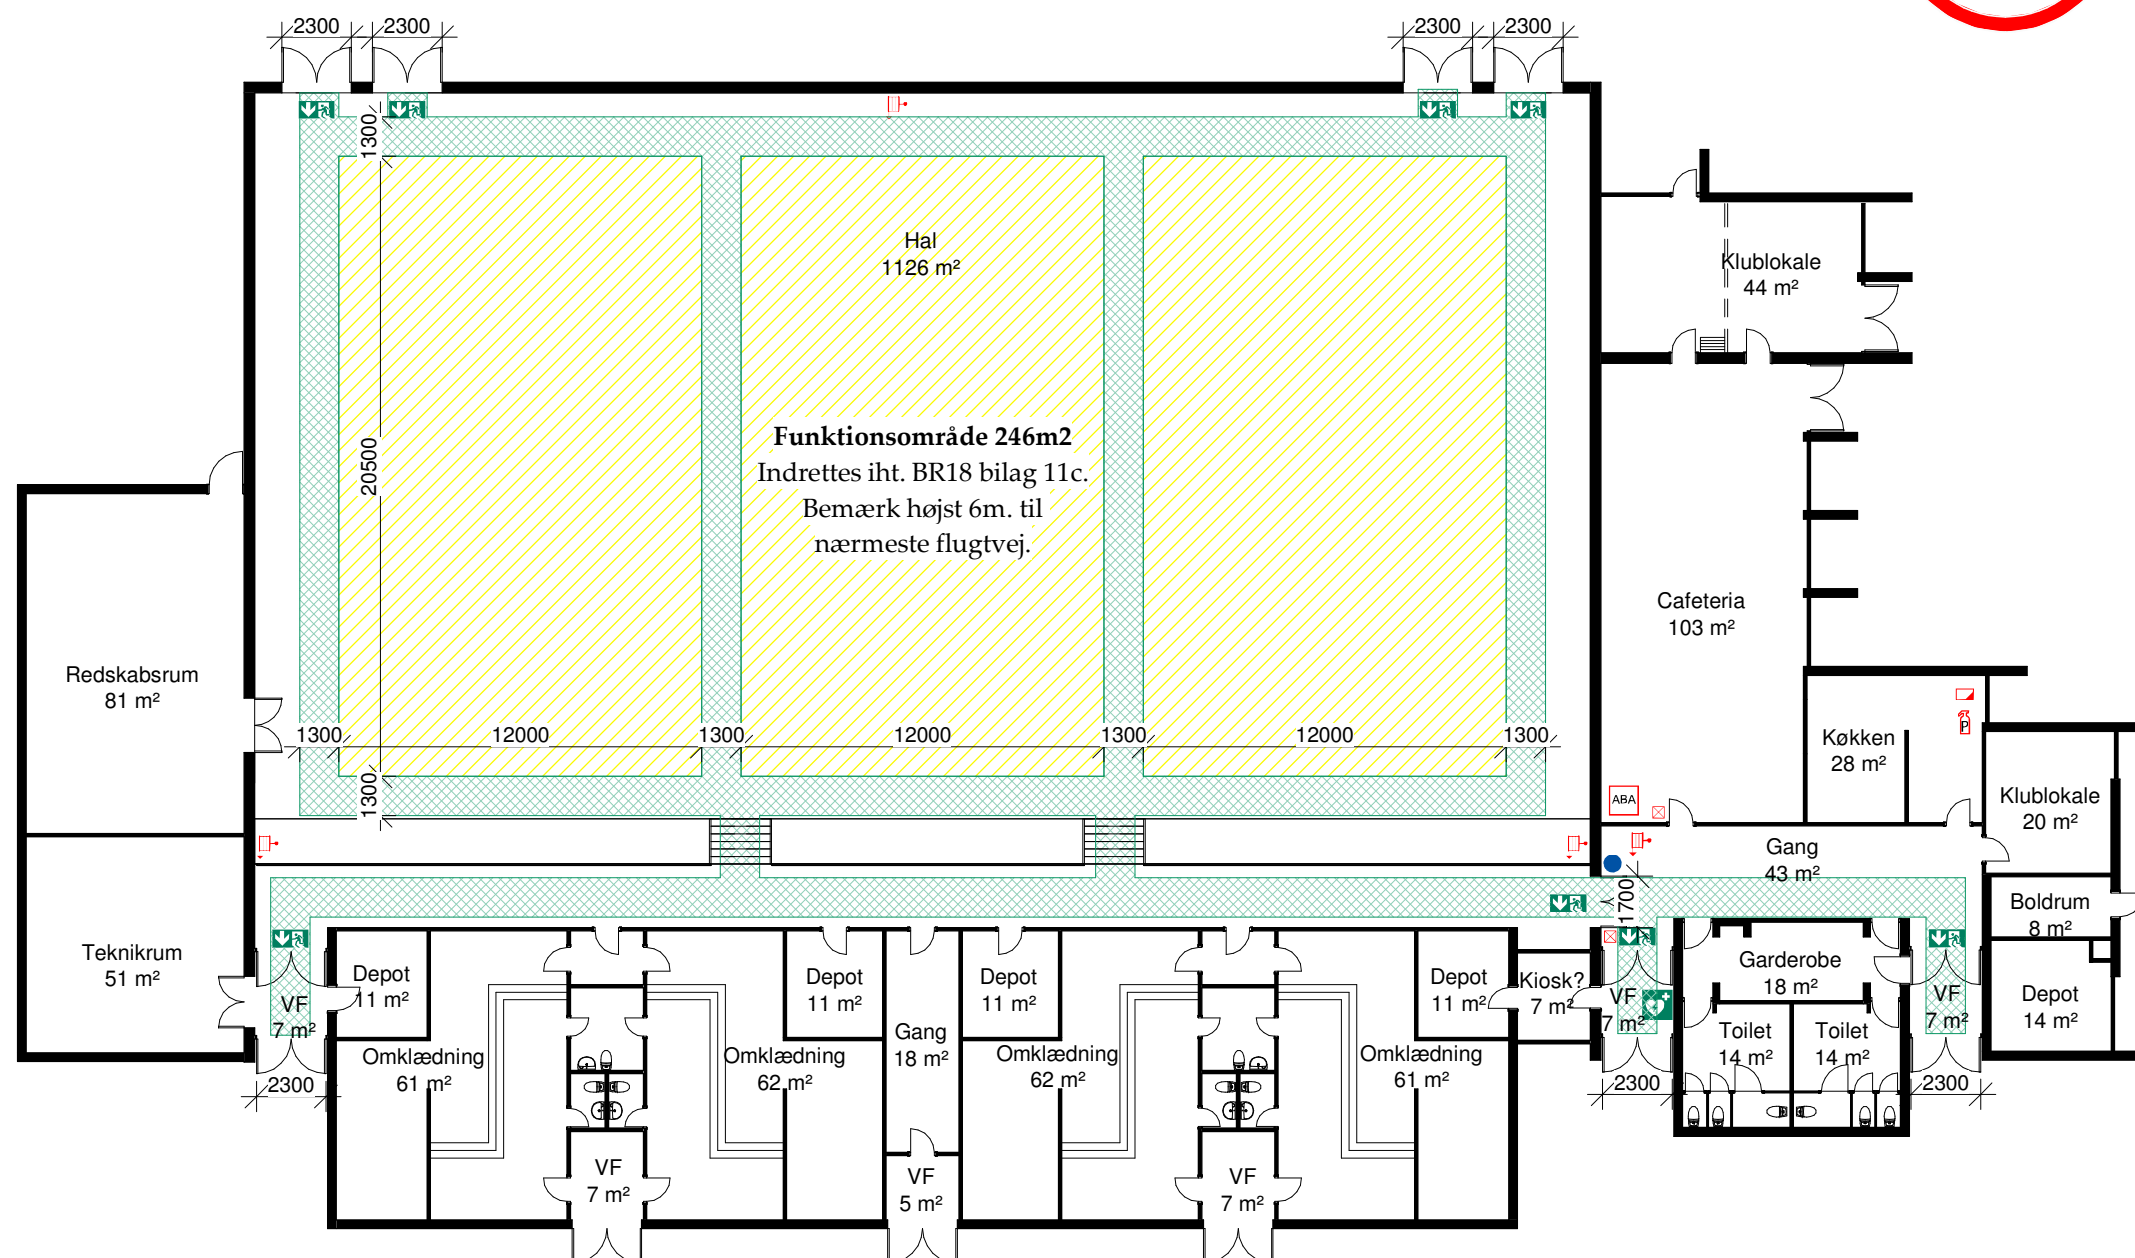 2300
2300
2300
2300
1300
Hal
1126 m²
Klublokale
44 m²
Funktionsområde 246m2
Indrettes iht. BR18 bilag 11c.
Bemærk højst 6m. til
nærmeste flugtvej.
20500
Cafeteria
103 m²
Redskabsrum
81 m²
1300
12000
1300
12000
1300
12000
1300
1300
Køkken
28 m²
P
ABA
Klublokale
20 m²
Gang
43 m²
1700
Boldrum
8 m²
Teknikrum
51 m²
VF
7 m²
Depot
11 m²
Depot
11 m²
Depot
11 m²
Depot
11 m²
Kiosk?
7 m²
VF
7 m²
Garderobe
18 m²
VF
7 m²
Depot
14 m²
Gang
18 m²
Toilet
14 m²
Toilet
14 m²
Omklædning
61 m²
Omklædning
62 m²
Omklædning
62 m²
Omklædning
61 m²
2300
2300
2300
VF
7 m²
VF
5 m²
VF
7 m²